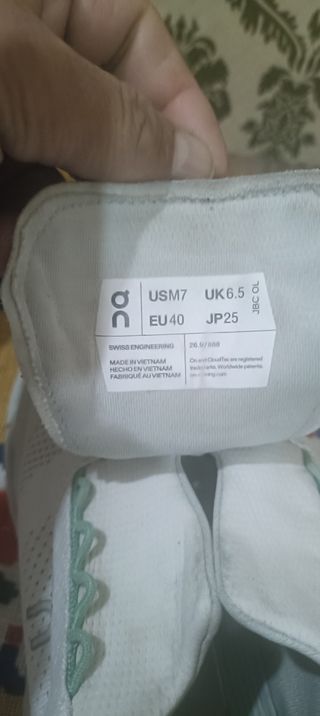 on
USM7 UK6.5
EU40 JP25
JBC OL
SWISS ENGINEERING
MADE IN VIETNAM
HECHO EN VIETNAM
FABRIQUÉ AU VIETNAM
On and CloudTec are registered
trademarks. Worldwide patents.